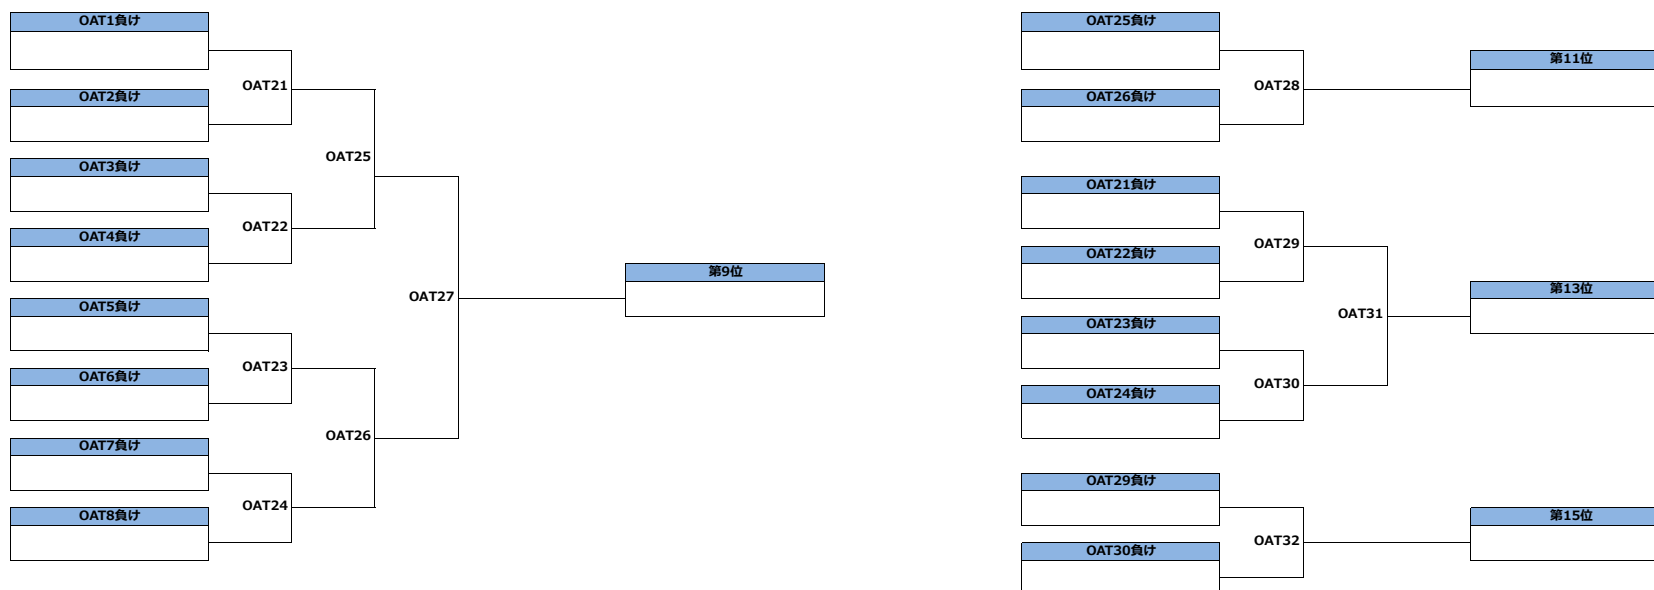 OAT1負け
OAT21
OAT2負け
OAT25
OAT3負け
OAT22
OAT4負け
OAT27
第9位
OAT5負け
OAT23
OAT6負け
OAT26
OAT7負け
OAT24
OAT8負け
OAT25負け
第11位
OAT28
OAT26負け
OAT21負け
OAT29
OAT22負け
第13位
OAT31
OAT23負け
OAT30
OAT24負け
OAT29負け
第15位
OAT32
OAT30負け